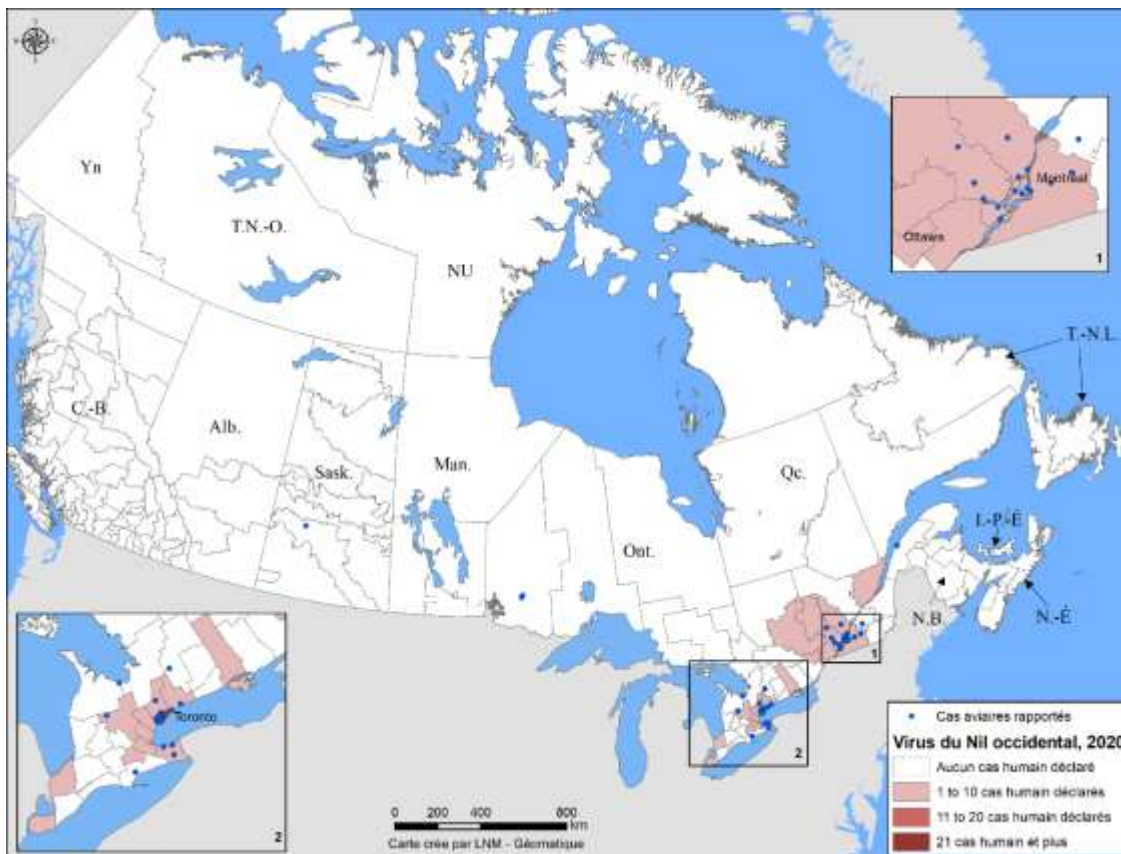 Yn
T.N.-O.
NU
C.-B.
Alb.
Sask.
Man.
Ont.
Qc.
T.-N.L.
I.-P.-É
N.B.
N.-É
Montréal
Ottawa
1
1
2
Toronto
2
0 200 400 800
km
Carte crée par LNM - Géomatique
Cas aviaires rapportés
Virus du Nil occidental, 2020
Aucun cas humain déclaré
1 to 10 cas humain déclarés
11 to 20 cas humain déclarés
21 cas humain et plus